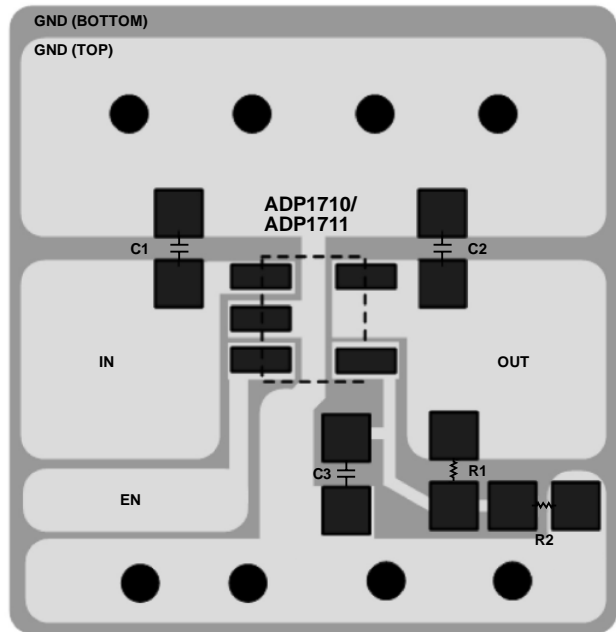 GND (BOTTOM)
GND (TOP)
ADP1710/
ADP1711
C1
C2
IN
OUT
C3
R1
EN
R2